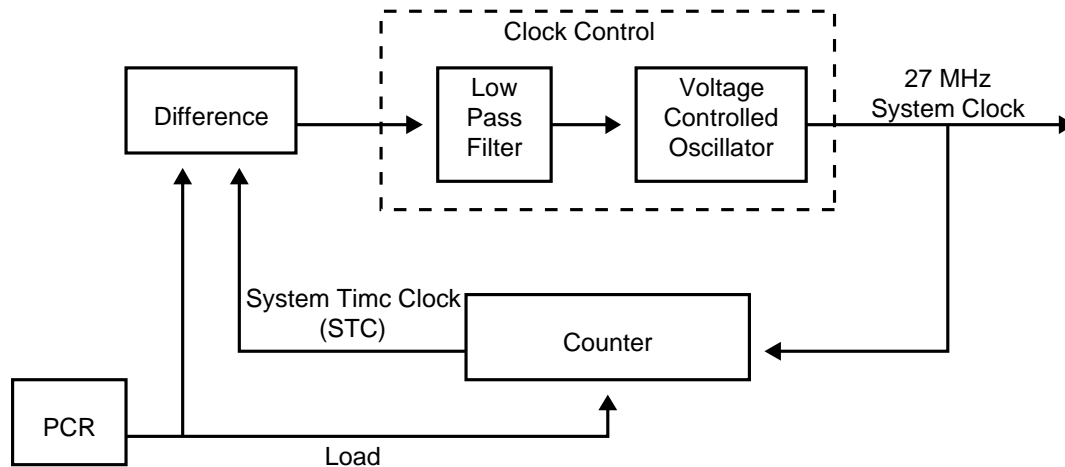 Clock Control
Difference
Low
Pass
Filter
Voltage
Controlled
Oscillator
27 MHz
System Clock
System Timc Clock
(STC)
Counter
PCR
Load